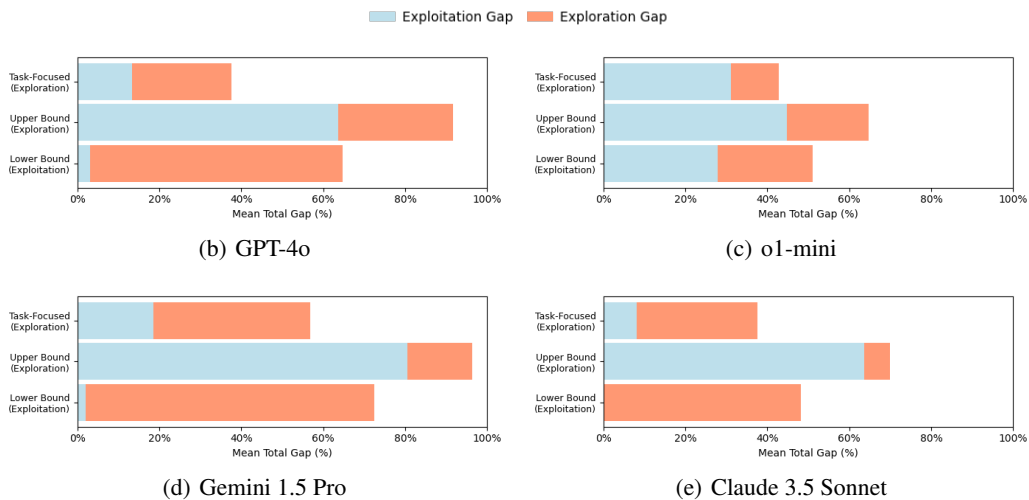 Exploitation Gap Exploration Gap
Task-Focused
(Exploration)
Upper Bound
(Exploration)
Lower Bound
(Exploitation)
0% 20% 40% 60% 80% 100%
Mean Total Gap (%)
(b) GPT-4o
Task-Focused
(Exploration)
Upper Bound
(Exploration)
Lower Bound
(Exploitation)
0% 20% 40% 60% 80% 100%
Mean Total Gap (%)
(c) o1-mini
Task-Focused
(Exploration)
Upper Bound
(Exploration)
Lower Bound
(Exploitation)
0% 20% 40% 60% 80% 100%
Mean Total Gap (%)
(d) Gemini 1.5 Pro
Task-Focused
(Exploration)
Upper Bound
(Exploration)
Lower Bound
(Exploitation)
0% 20% 40% 60% 80% 100%
Mean Total Gap (%)
(e) Claude 3.5 Sonnet